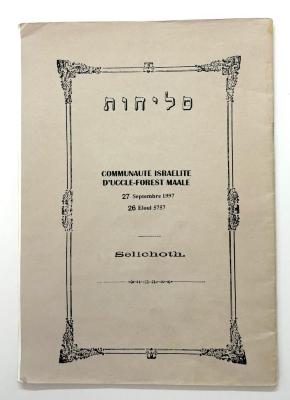 סליחות
COMMUNAUTE ISRAELITE
D'UCCLE-FOREST MAALE
27 Septembre 1997
26 Eloul 5757
Selichoth.